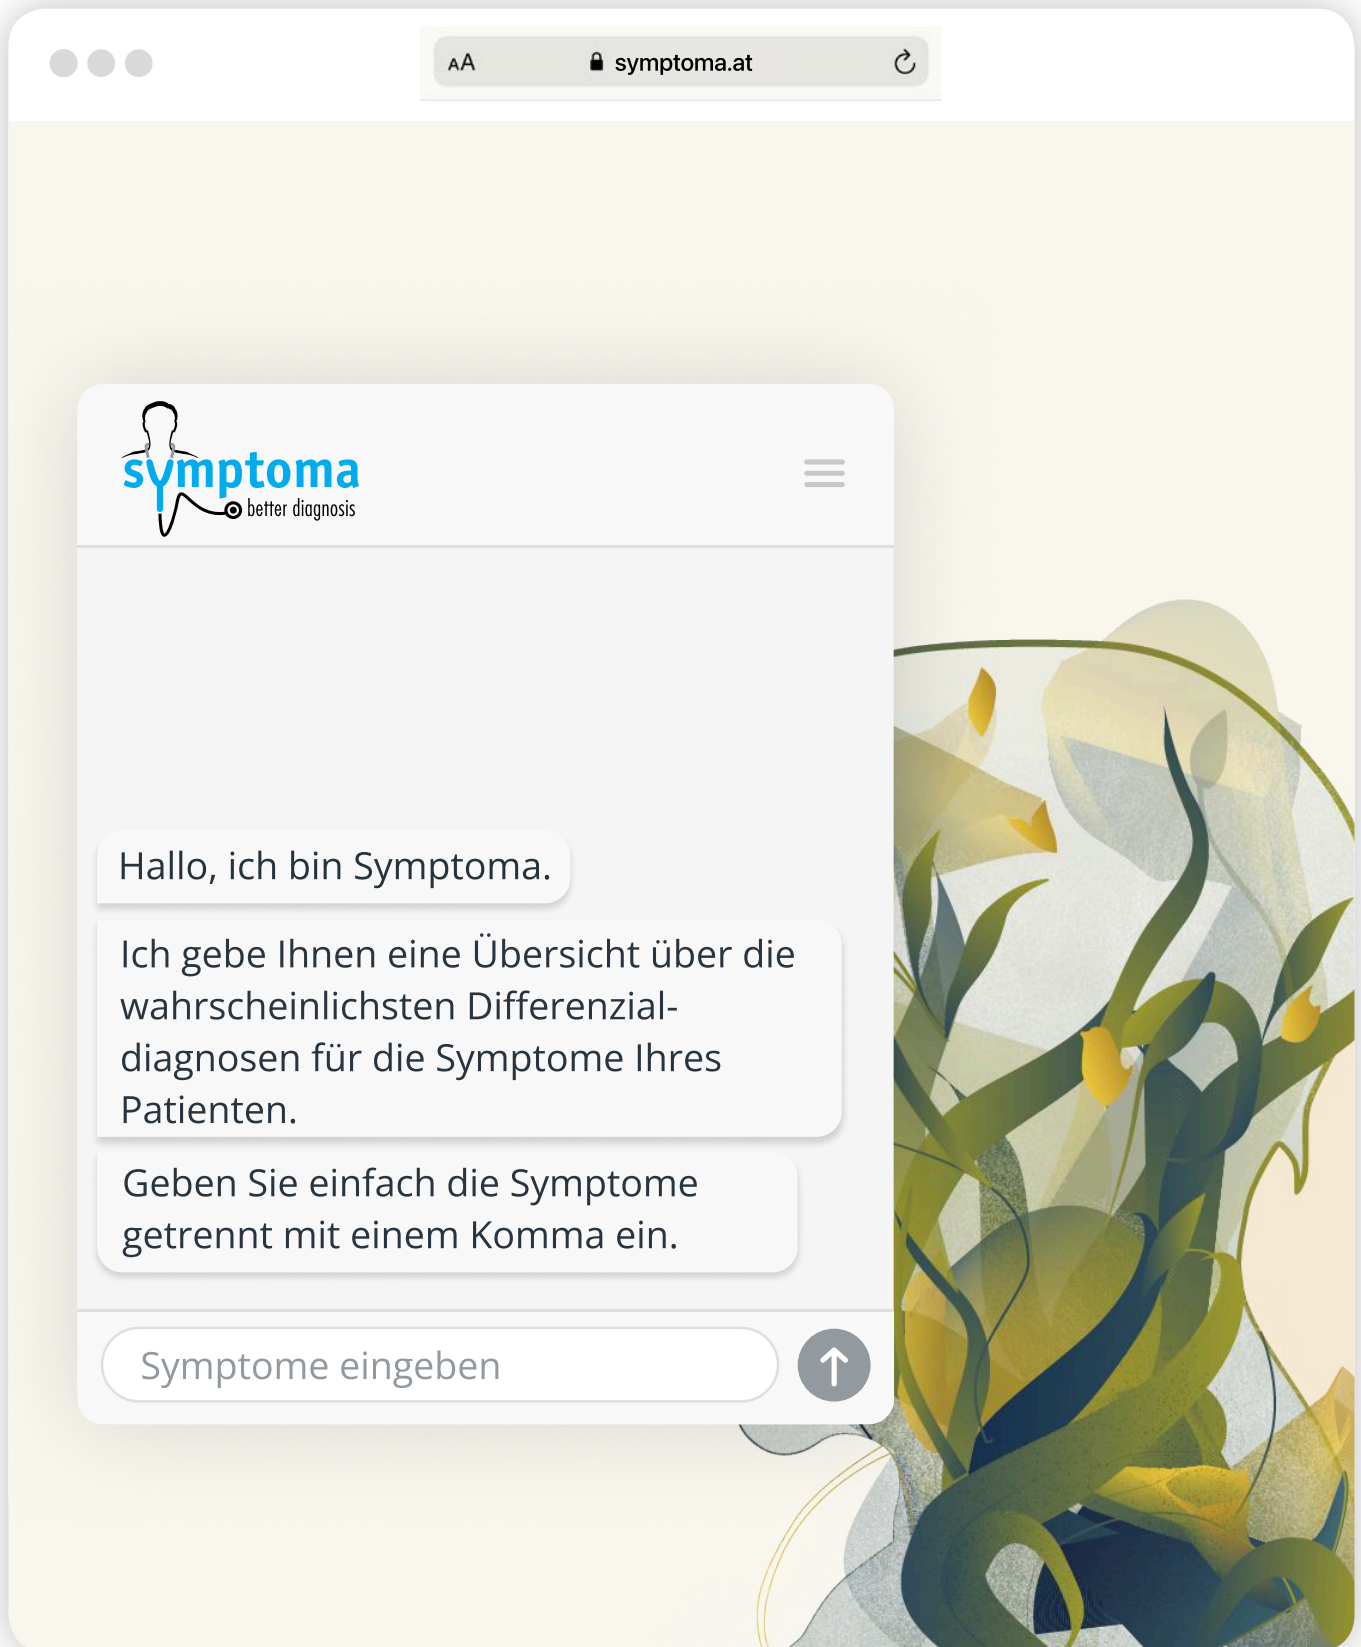 AA
symptoma.at
symptoma
better diagnosis
Hallo, ich bin Symptoma.
Ich gebe Ihnen eine Übersicht über die
wahrscheinlichsten Differenzial-
diagnosen für die Symptome Ihres
Patienten.
Geben Sie einfach die Symptome
getrennt mit einem Komma ein.
Symptome eingeben